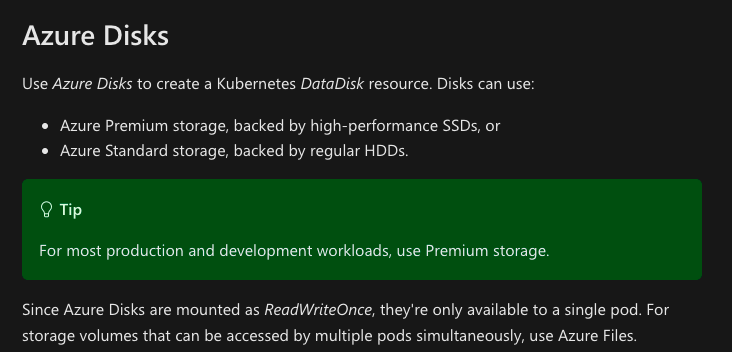 Azure Disks
Use Azure Disks to create a Kubernetes DataDisk resource. Disks can use:
• Azure Premium storage, backed by high-performance SSDs, or
• Azure Standard storage, backed by regular HDDs.
Tip
For most production and development workloads, use Premium storage.
Since Azure Disks are mounted as ReadWriteOnce, they're only available to a single pod. For
storage volumes that can be accessed by multiple pods simultaneously, use Azure Files.